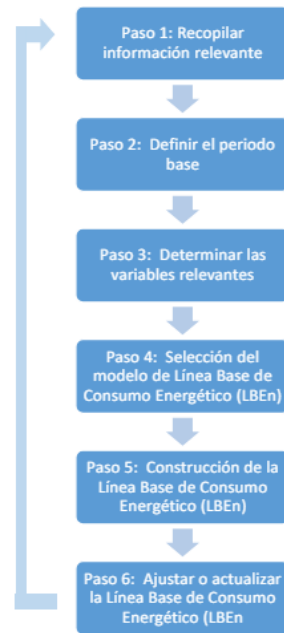 Paso 1: Recopilar
información relevante
Paso 2:  Definir el periodo
base
Paso 3:  Determinar las
variables relevantes
Paso 4:  Selección del
modelo de Línea Base de
Consumo Energético (LBEn)
Paso 5:  Construcción de la
Línea Base de Consumo
Energético (LBEn)
Paso 6:  Ajustar o actualizar
la Línea Base de Consumo
Energético (LBEn